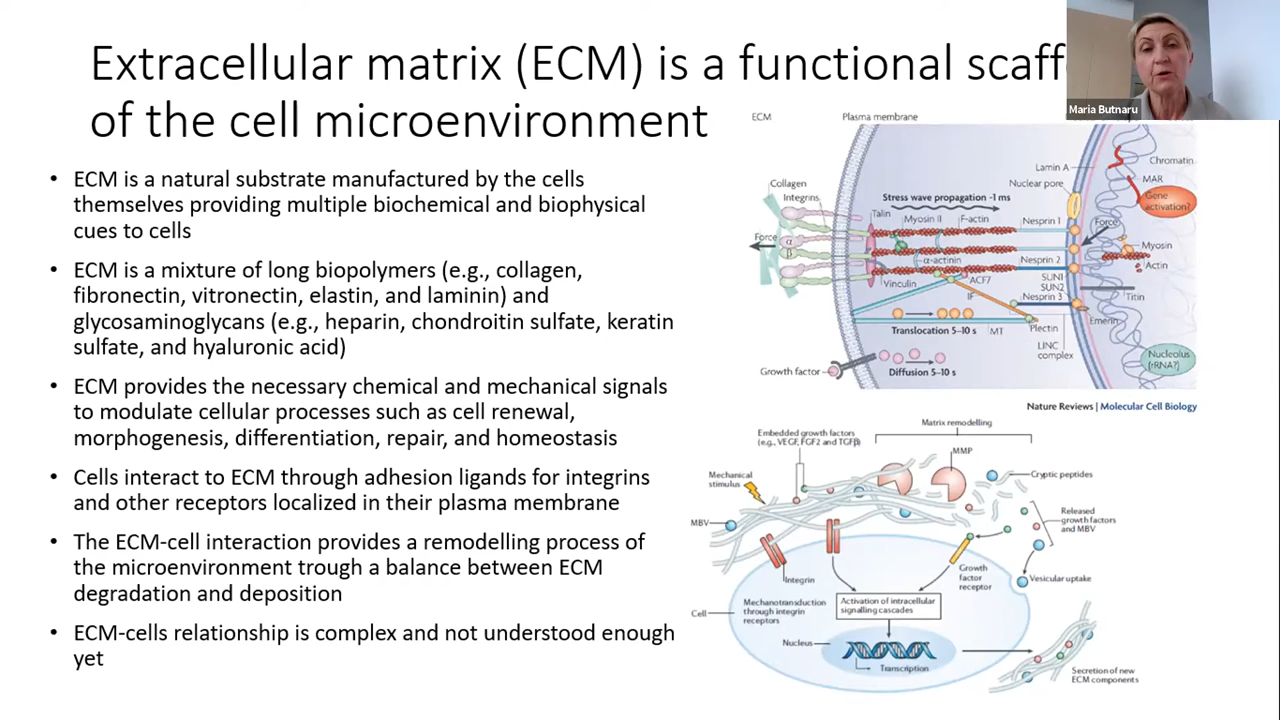 Extracellular matrix (ECM) is a functional scaff
of the cell microenvironment
Maria Butnaru
• ECM is a natural substrate manufactured by the cells
themselves providing multiple biochemical and biophysical
cues to cells
• ECM is a mixture of long biopolymers (e.g., collagen,
fibronectin, vitronectin, elastin, and laminin) and
glycosaminoglycans (e.g., heparin, chondroitin sulfate, keratin
sulfate, and hyaluronic acid)
• ECM provides the necessary chemical and mechanical signals
to modulate cellular processes such as cell renewal,
morphogenesis, differentiation, repair, and homeostasis
• Cells interact to ECM through adhesion ligands for integrins
and other receptors localized in their plasma membrane
• The ECM-cell interaction provides a remodelling process of
the microenvironment trough a balance between ECM
degradation and deposition
• ECM-cells relationship is complex and not understood enough
yet
ECM
Plasma membrane
Lamin A
Chromatin
Nuclear pore
MAR
Collagen
Integrins
Stress wave propagation ~1 ms
Gene
activation?
Talin
Myosin II
F-actin
Nesprin 1
Force
Force
α
β
Myosin
α-actinin
Nesprin 2
Actin
Vinculin
ACF7
SUN1
SUN2
IF
Nesprin 3
Titin
Emerin
Translocation 5–10 s
MT
Plectin
LINC
complex
Nucleolus
(rRNA?)
Growth factor
Diffusion 5–10 s
Nature Reviews | Molecular Cell Biology
Matrix remodelling
Embedded growth factors
(e.g., VEGF, FGF2 and TGFβ)
MMP
Mechanical
stimulus
Cryptic peptides
MBV
Released
growth factors
and MBV
Integrin
Growth
factor
receptor
Vesicular uptake
Cell
Mechanotransduction
through integrin
receptors
Activation of intracellular
signalling cascades
Nucleus
Transcription
Secretion of new
ECM components